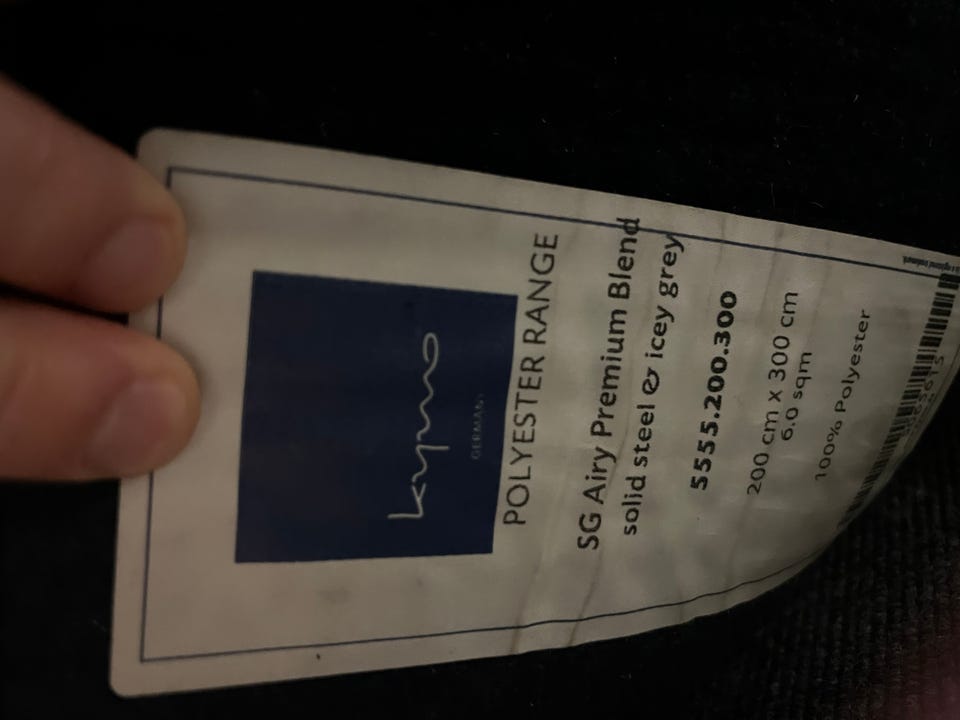 kymo
GERMANY
POLYESTER RANGE
SG Airy Premium Blend
solid steel & icey grey
5555.200.300
200 cm x 300 cm
6.0 sqm
100% Polyester